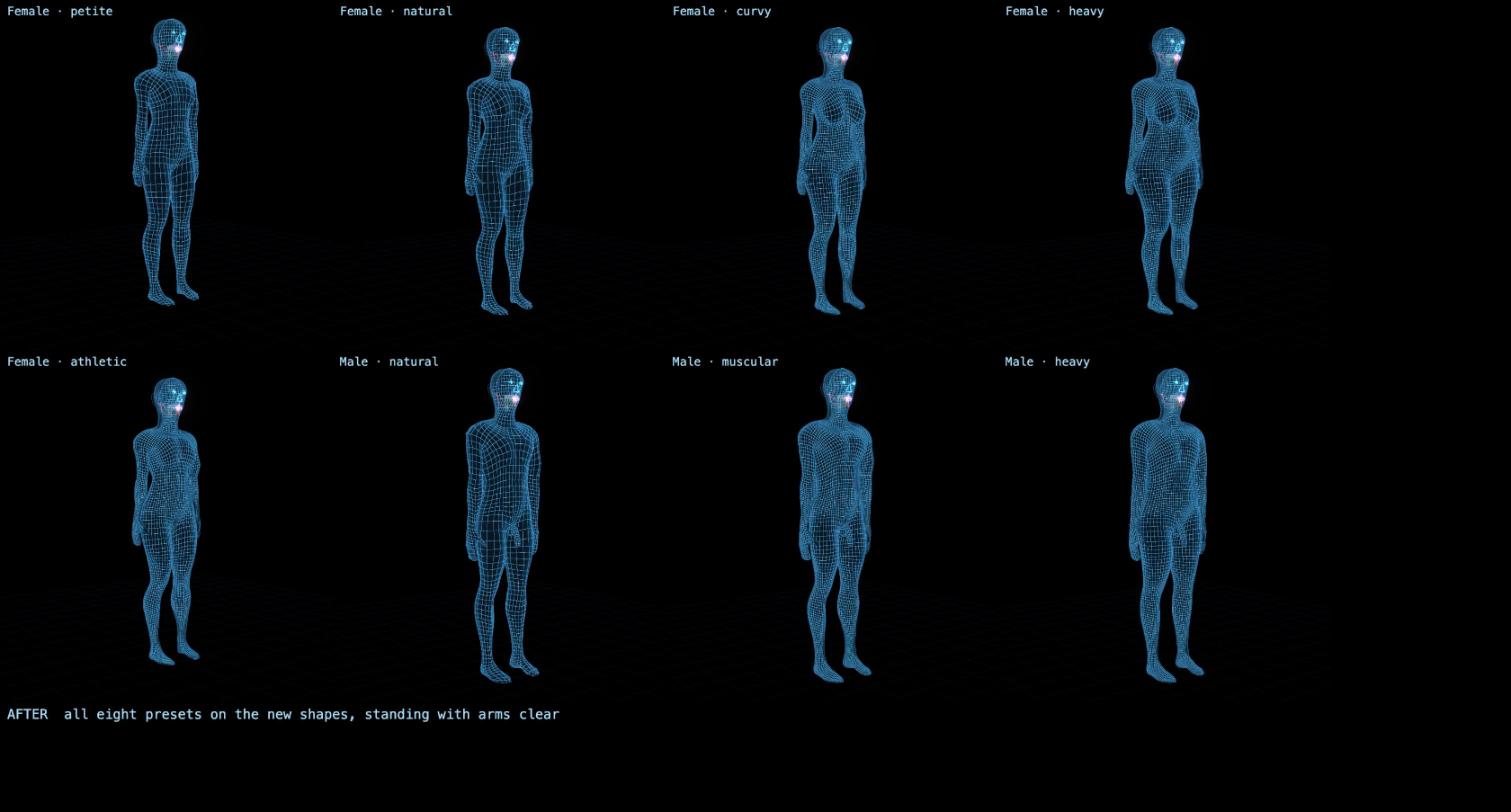 Female · petite
Female · natural
Female · curvy
Female · heavy
Female · athletic
Male · natural
Male · muscular
Male · heavy
AFTER  all eight presets on the new shapes, standing with arms clear